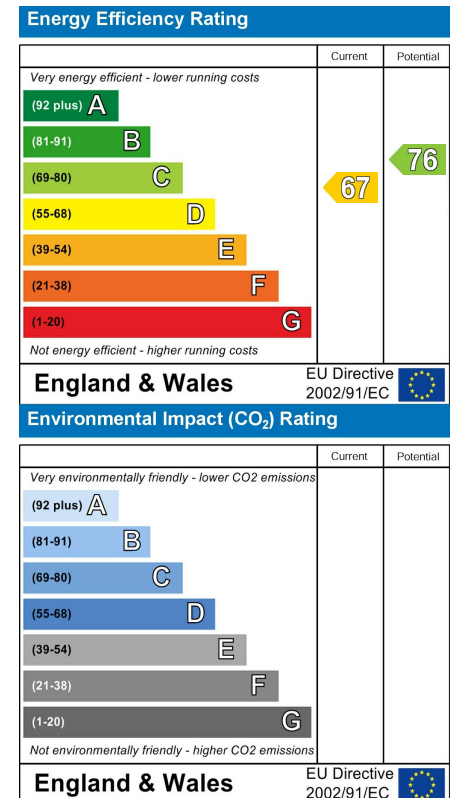 Energy Efficiency Rating
Current Potential
Very energy efficient - lower running costs
(92 plus) A
(81-91) B
(69-80) C
(55-68) D
(39-54) E
(21-38) F
(1-20) G
67
76
Not energy efficient - higher running costs
England & Wales
EU Directive
2002/91/EC
Environmental Impact (CO₂) Rating
Current Potential
Very environmentally friendly - lower CO2 emissions
(92 plus) A
(81-91) B
(69-80) C
(55-68) D
(39-54) E
(21-38) F
(1-20) G
Not environmentally friendly - higher CO2 emissions
England & Wales
EU Directive
2002/91/EC